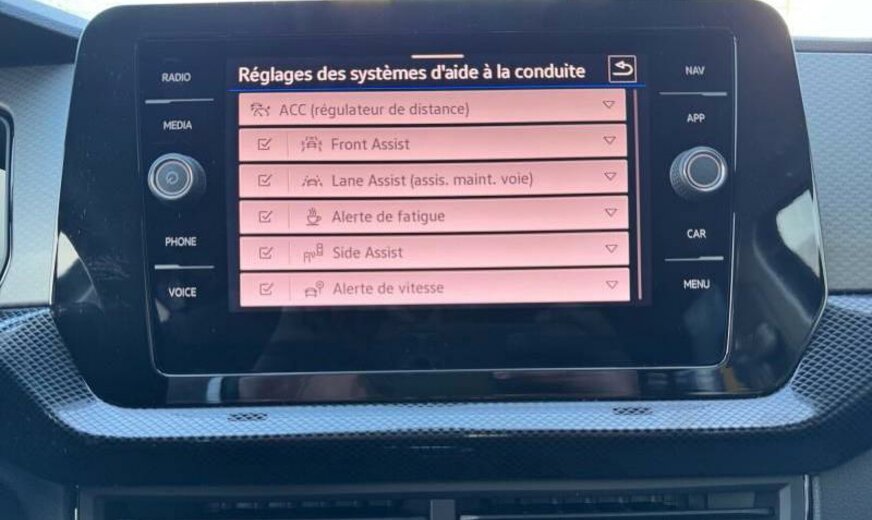 Réglages des systèmes d'aide à la conduite
RADIO
NAV
ACC (régulateur de distance)
MEDIA
APP
Front Assist
Lane Assist (assis. maint. voie)
Alerte de fatigue
PHONE
CAR
Side Assist
VOICE
MENU
Alerte de vitesse